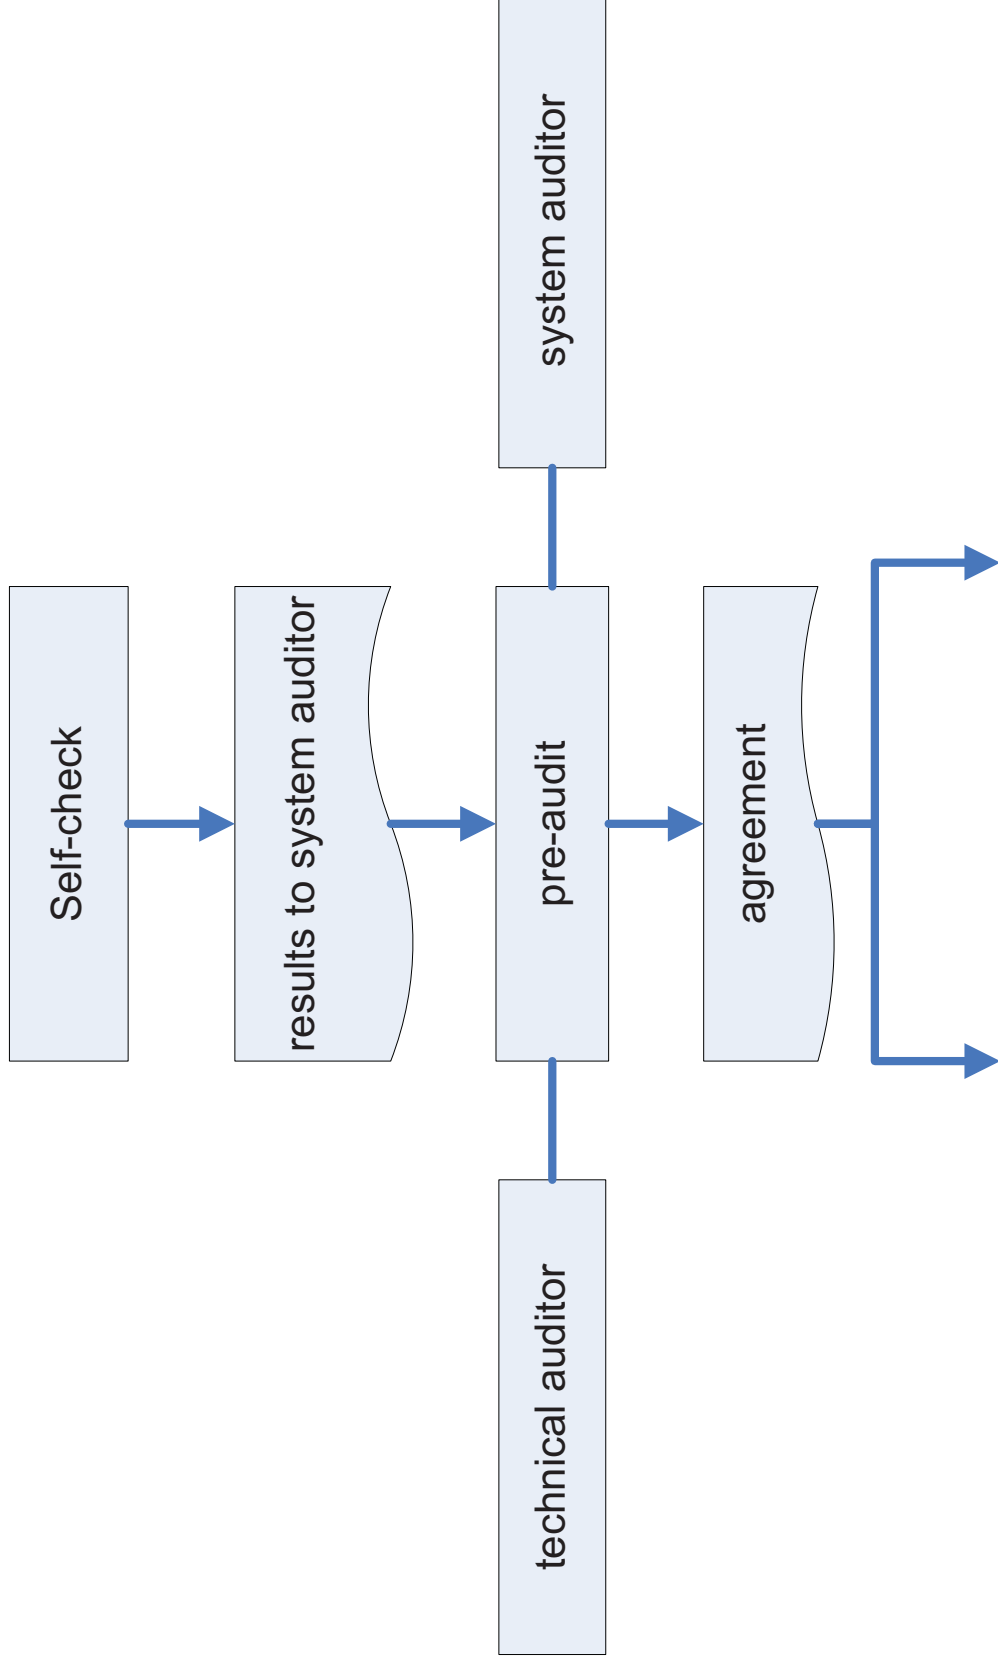 Self-check
results to system auditor
technical auditor
pre-audit
system auditor
agreement